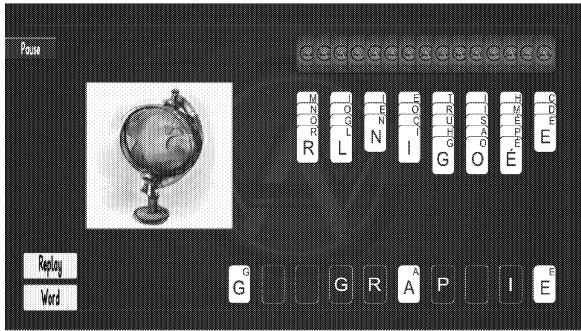 Pause
M I I E T I H C
N O E O R I M D
O G N Ç U S É E
R L I H A P
G O É
R L N I G O É E
Replay
Word
G A E
G G R A P I E